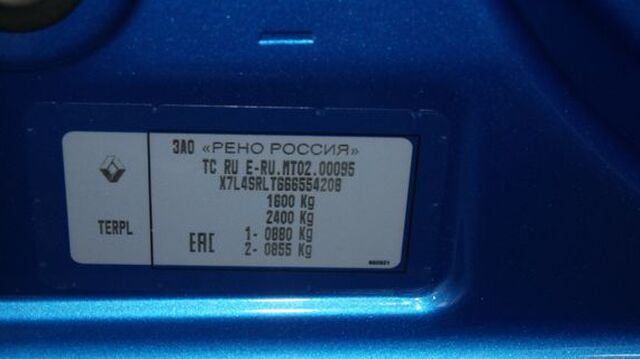 ЗАО «РЕНО РОССИЯ»
TC RU E-RU.MT02.00095
X7L4SRLT666554208
1600 Kg
2400 Kg
1- 0880 Kg
2- 0855 Kg
TERPL
EAC